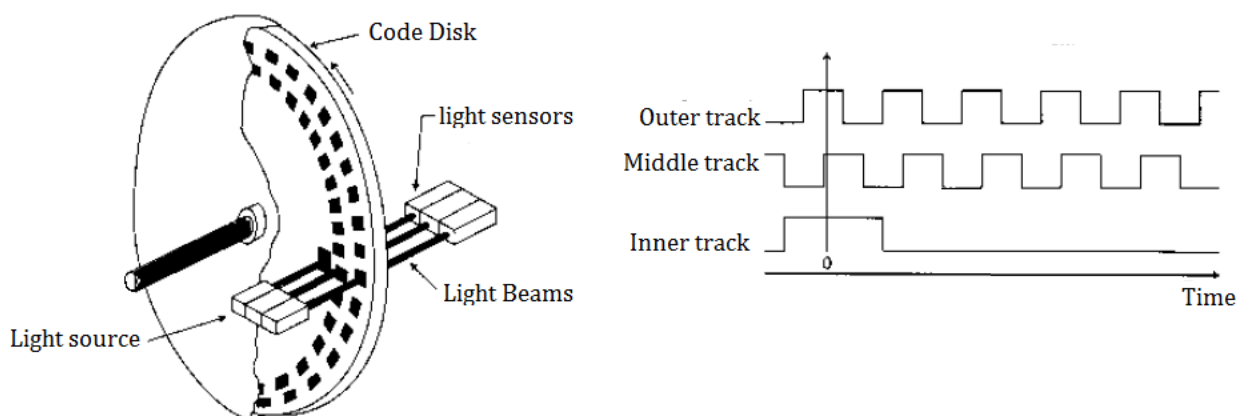 Code Disk
light sensors
Light Beams
Light source
Outer track
Middle track
Inner track
0
Time